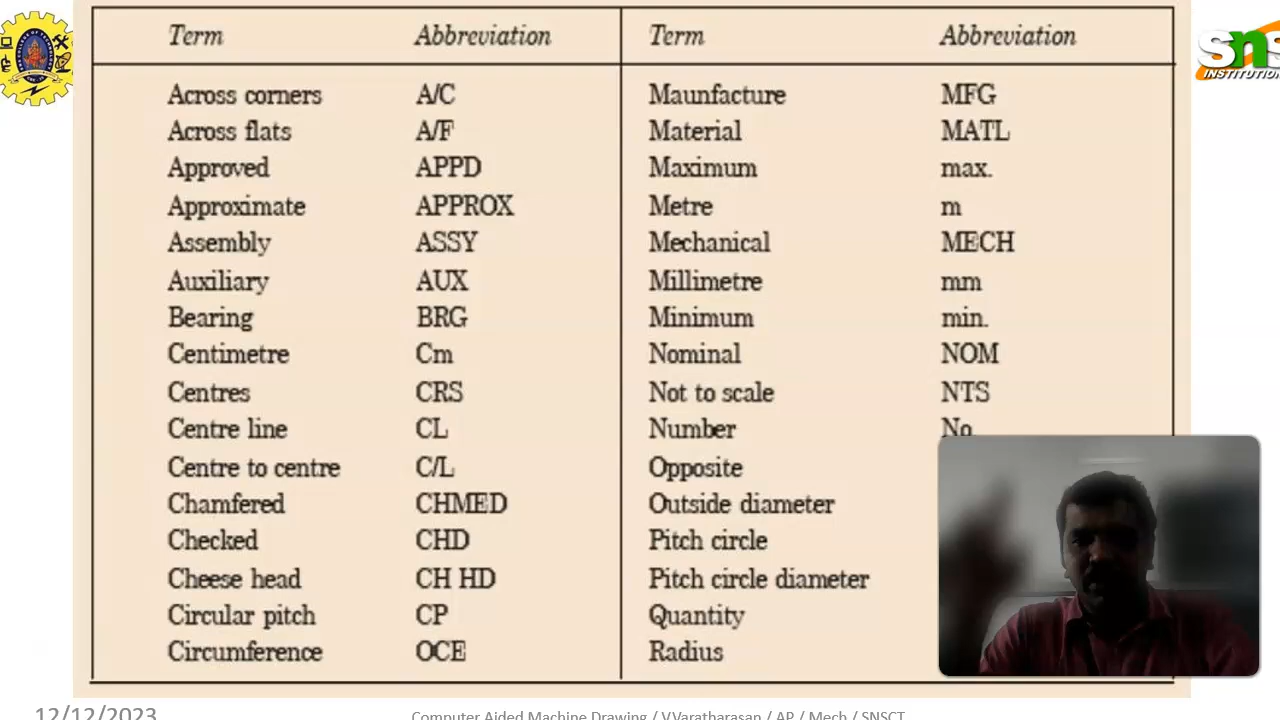 Term Abbreviation Term Abbreviation
Across corners A/C Maunfacture MFG
Across flats A/F Material MATL
Approved APPD Maximum max.
Approximate APPROX Metre m
Assembly ASSY Mechanical MECH
Auxiliary AUX Millimetre mm
Bearing BRG Minimum min.
Centimetre Cm Nominal NOM
Centres CRS Not to scale NTS
Centre line CL Number No
Centre to centre C/L Opposite
Chamfered CHMED Outside diameter
Checked CHD Pitch circle
Cheese head CH HD Pitch circle diameter
Circular pitch CP Quantity
Circumference OCE Radius
SNS
INSTITUTION
12/12/2023 Computer Aided Machine Drawing / V.Varatharasan / AP / Mech / SNSCT